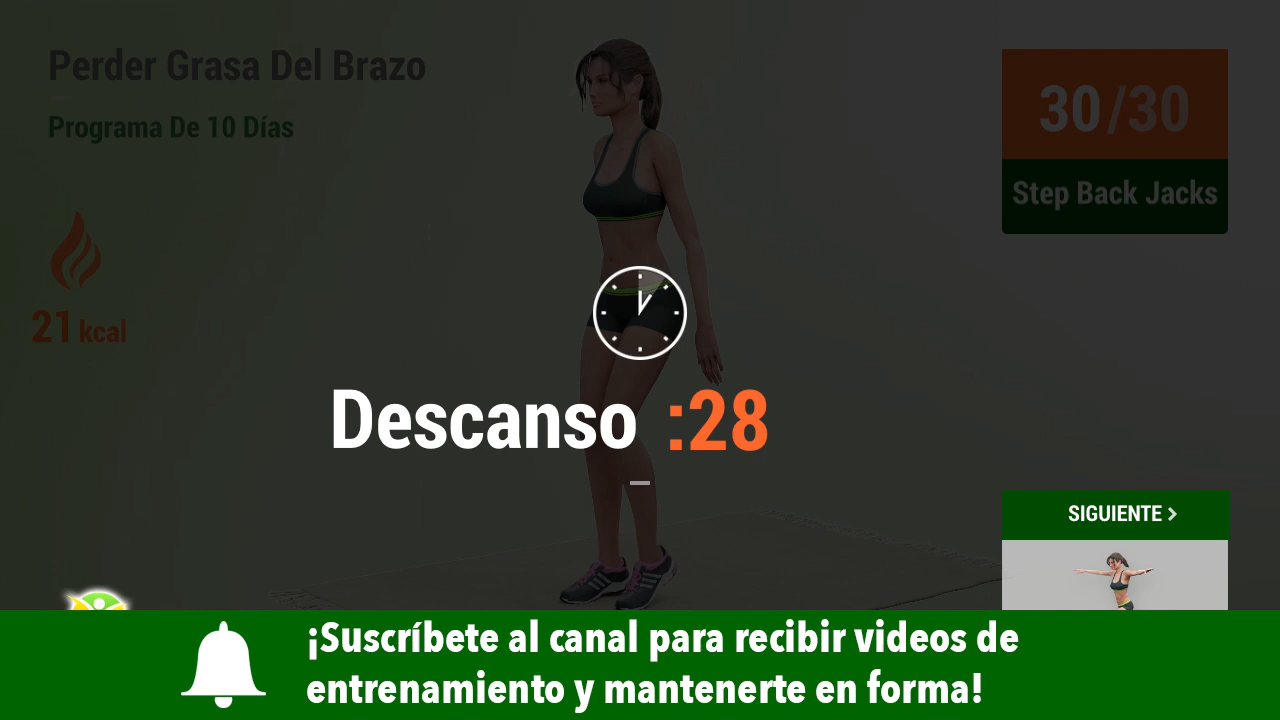 Perder Grasa Del Brazo
Programa De 10 Días
30/30
Step Back Jacks
21 kcal
Descanso :28
SIGUIENTE >
¡Suscríbete al canal para recibir videos de
entrenamiento y mantenerte en forma!